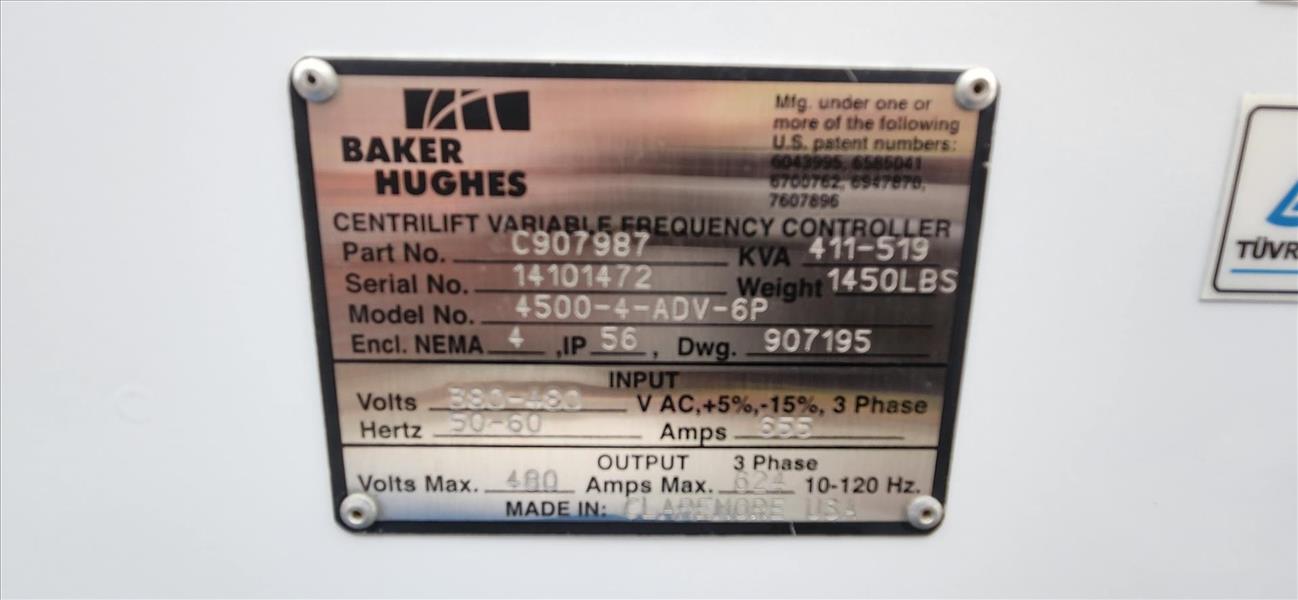 BAKER
HUGHES
Mfg. under one or
more of the following
U.S. patent numbers:
6043995, 6585041
6700762, 6947870,
7607896
CENTRILIFT VARIABLE FREQUENCY CONTROLLER
Part No. C907987 KVA 411-519
Serial No. 14101472 Weight 1450LBS
Model No. 4500-4-ADV-6P
Encl. NEMA 4 ,IP 56 , Dwg. 907195
INPUT
Volts 380-480 V AC,+5%,-15%, 3 Phase
Hertz 50-60 Amps 655
OUTPUT 3 Phase
Volts Max. 480 Amps Max. 624 10-120 Hz.
MADE IN: CLAREMORE USA
TÜVR